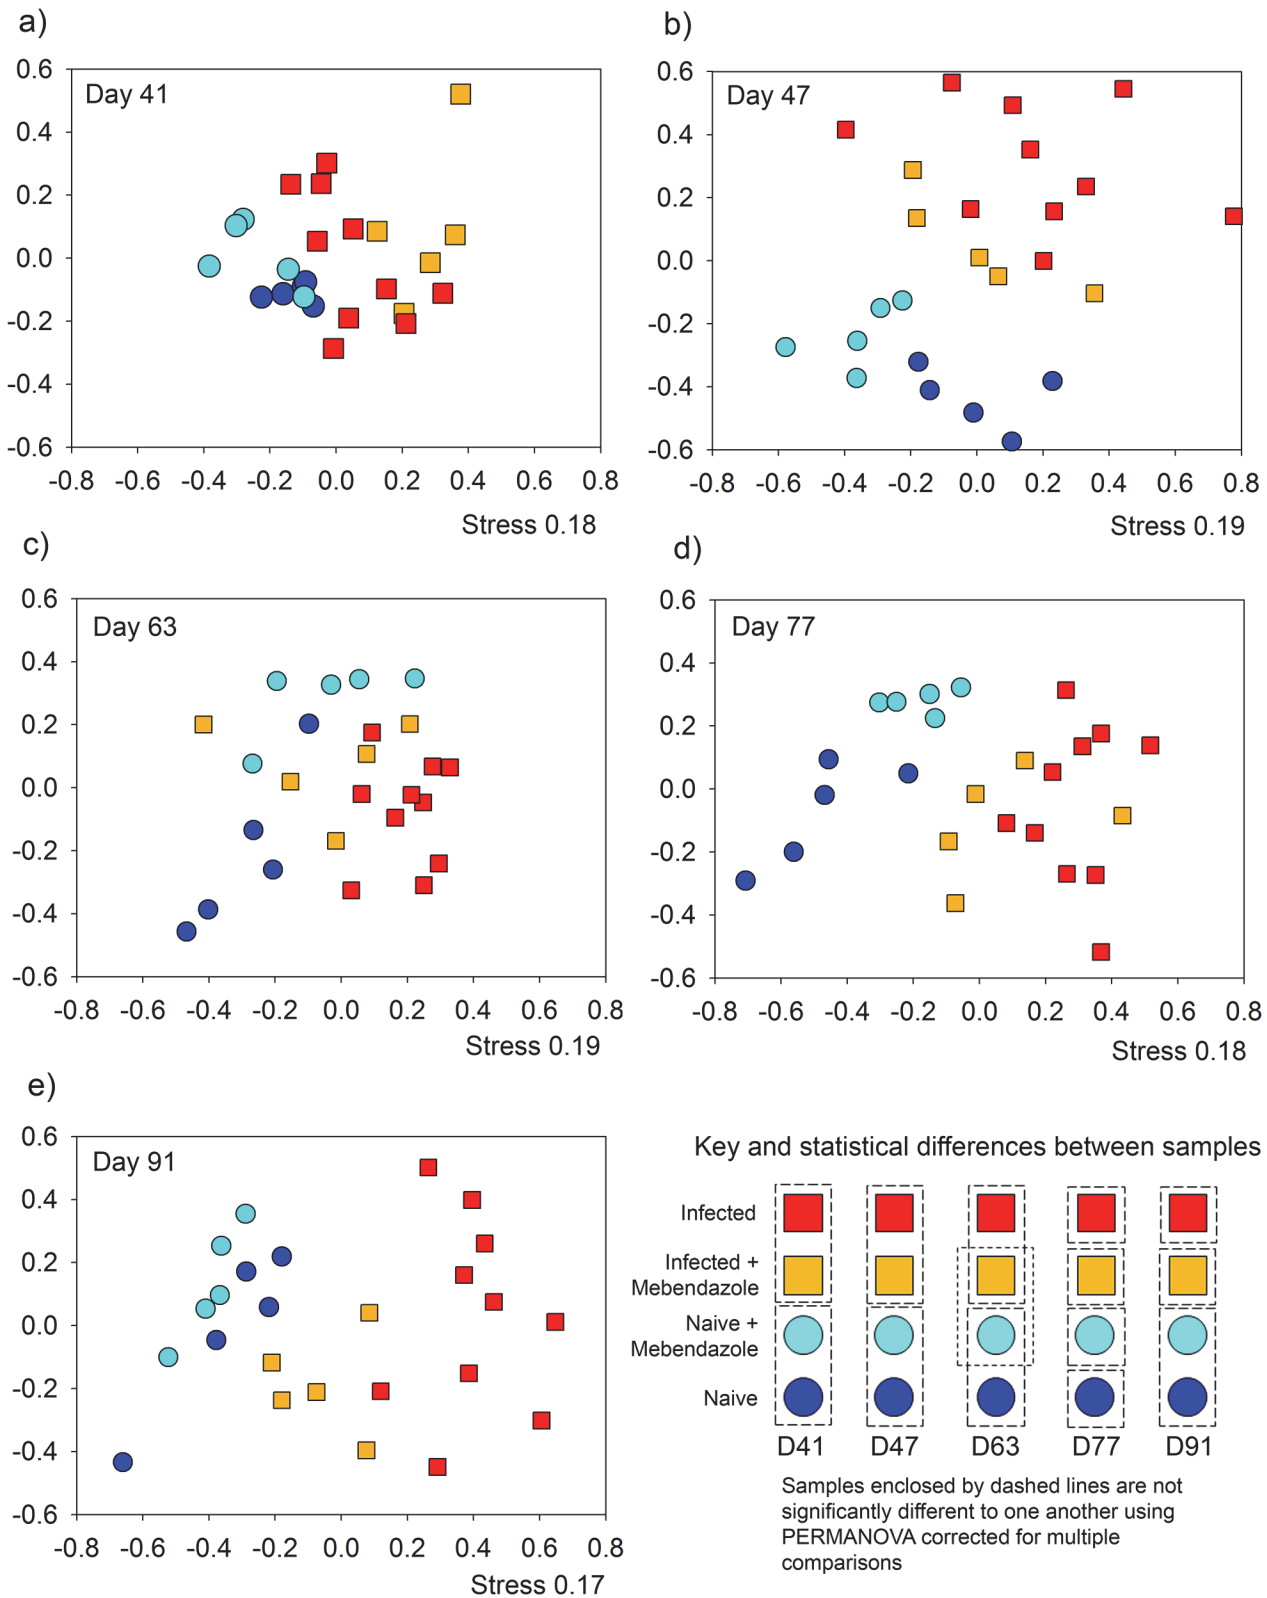 a)
Day 41
0.6
0.4
0.2
0.0
-0.2
-0.4
-0.6
-0.8 -0.6 -0.4 -0.2 0.0 0.2 0.4 0.6 0.8
Stress 0.18
b)
Day 47
0.6
0.4
0.2
0.0
-0.2
-0.4
-0.6
-0.8 -0.6 -0.4 -0.2 0.0 0.2 0.4 0.6 0.8
Stress 0.19
c)
Day 63
0.6
0.4
0.2
0.0
-0.2
-0.4
-0.6
-0.8 -0.6 -0.4 -0.2 0.0 0.2 0.4 0.6 0.8
Stress 0.19
d)
Day 77
0.6
0.4
0.2
0.0
-0.2
-0.4
-0.6
-0.8 -0.6 -0.4 -0.2 0.0 0.2 0.4 0.6 0.8
Stress 0.18
e)
Day 91
0.6
0.4
0.2
0.0
-0.2
-0.4
-0.6
-0.8 -0.6 -0.4 -0.2 0.0 0.2 0.4 0.6 0.8
Stress 0.17
Key and statistical differences between samples
Infected
Infected +
Mebendazole
Naive +
Mebendazole
Naive
D41 D47 D63 D77 D91
Samples enclosed by dashed lines are not
significantly different to one another using
PERMANOVA corrected for multiple
comparisons